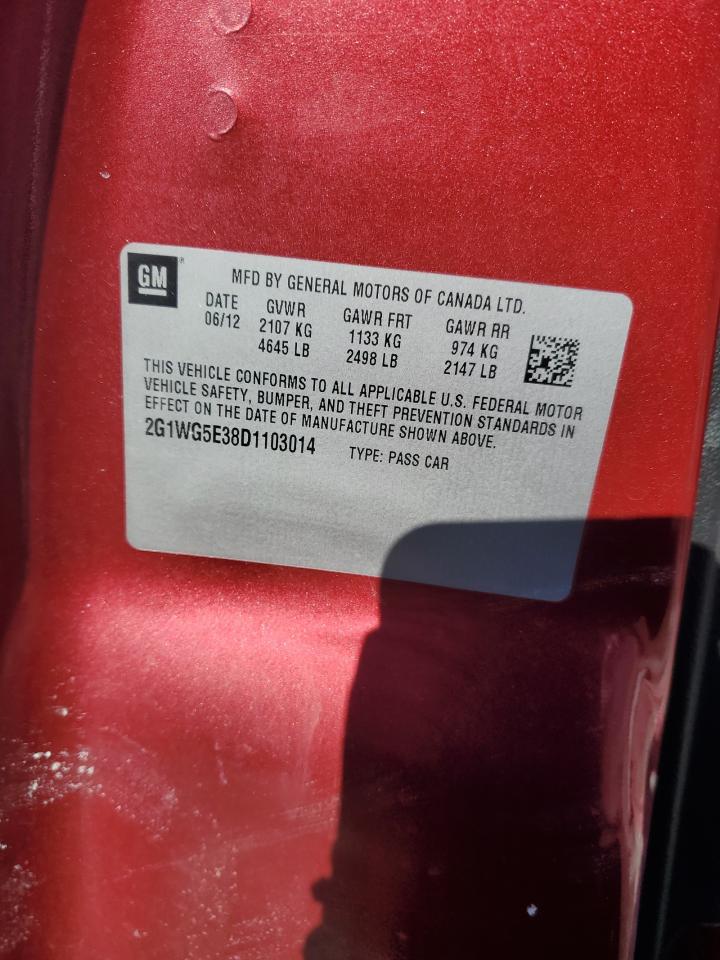 GM®
MFD BY GENERAL MOTORS OF CANADA LTD.
DATE GVWR GAWR FRT GAWR RR
06/12 2107 KG 1133 KG 974 KG
4645 LB 2498 LB 2147 LB
THIS VEHICLE CONFORMS TO ALL APPLICABLE U.S. FEDERAL MOTOR
VEHICLE SAFETY, BUMPER, AND THEFT PREVENTION STANDARDS IN
EFFECT ON THE DATE OF MANUFACTURE SHOWN ABOVE.
2G1WG5E38D1103014 TYPE: PASS CAR